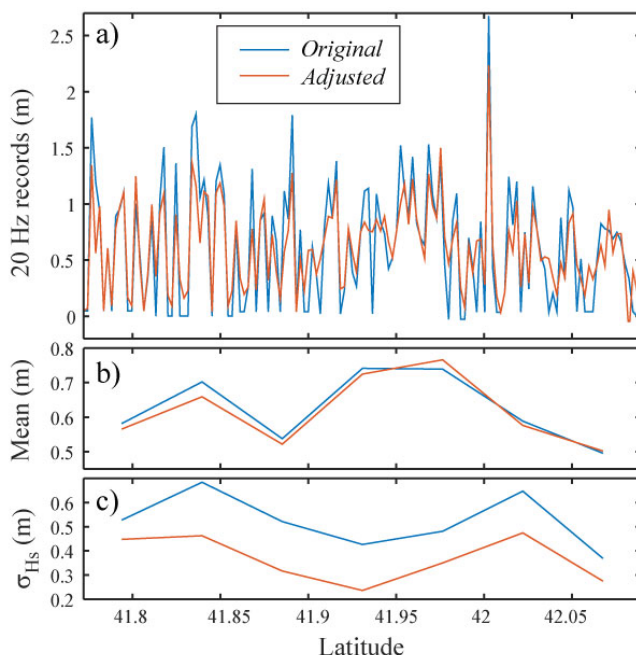 a)
Original
Adjusted
20 Hz records (m)
2.5
2
1.5
1
0.5
0
b)
Mean (m)
0.8
0.7
0.6
0.5
c)
σHs (m)
0.6
0.5
0.4
0.3
0.2
41.8 41.85 41.9 41.95 42 42.05
Latitude